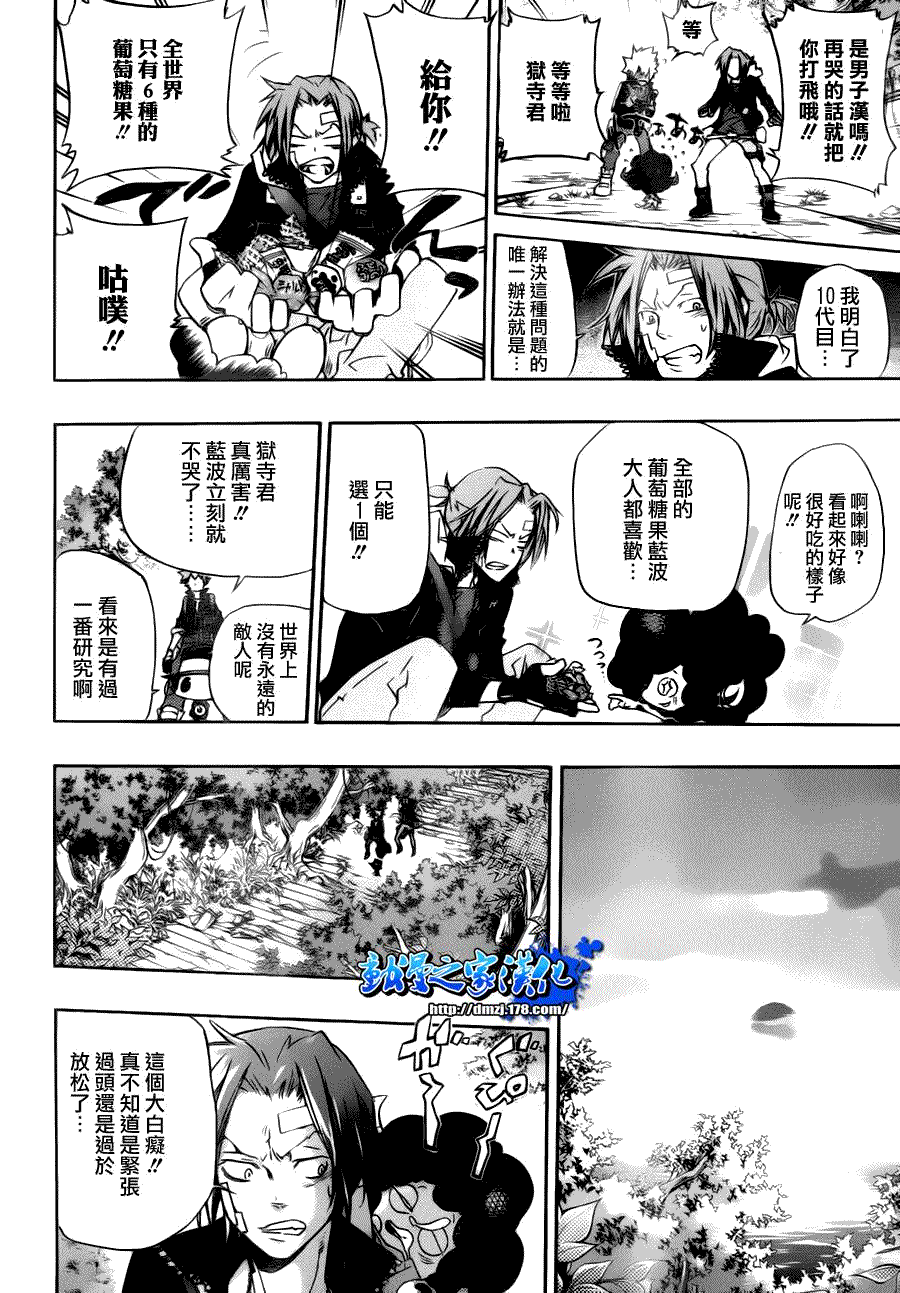 是男子漢嗎!!
再哭的話就把
你打飛哦!!
等
等等啦
獄寺君
ぁぁ
我明白了
10代目…
解決這種問題的
唯一辦法就是…
給你!!
全世界
只有6種的
葡萄糖果!!
咕噗!!
啊喇喇?
看起來好像
很好吃的樣子
呢!!
全部的
葡萄糖果藍波
大人都喜歡…
只能
選1個!!
獄寺君
真厲害!!
藍波立刻就
不哭了……
世界上
沒有永遠的
敵人呢
看來是有過
一番研究啊
動漫之家漢化
http://dmzj.178.com/
這個大白癡!!
真不知道是緊張
過頭還是過於
放松了…